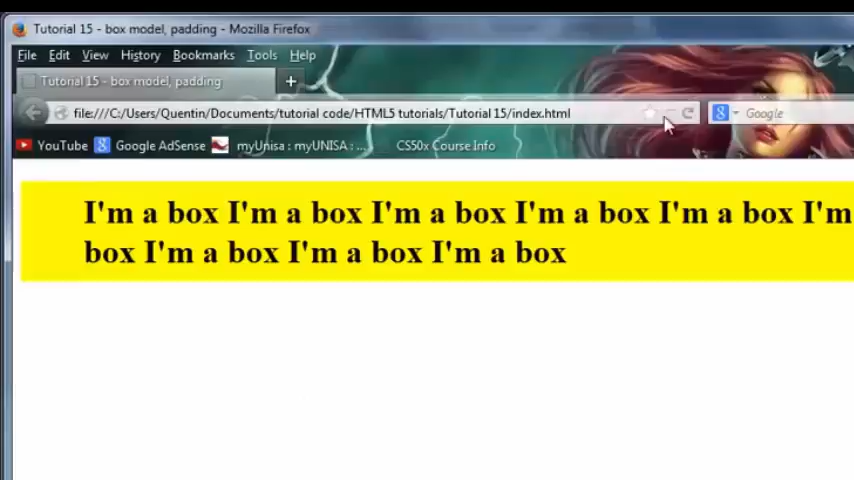 Tutorial 15 - box model, padding - Mozilla Firefox
File Edit View History Bookmarks Tools Help
Tutorial 15 - box model, padding +
file:///C:/Users/Quentin/Documents/tutorial code/HTML5 tutorials/Tutorial 15/index.html 8 Google
YouTube 8 Google AdSense myUnisa : myUNISA : ... CS50x Course Info
I'm a box I'm a box I'm a box I'm a box I'm a box I'm
box I'm a box I'm a box I'm a box